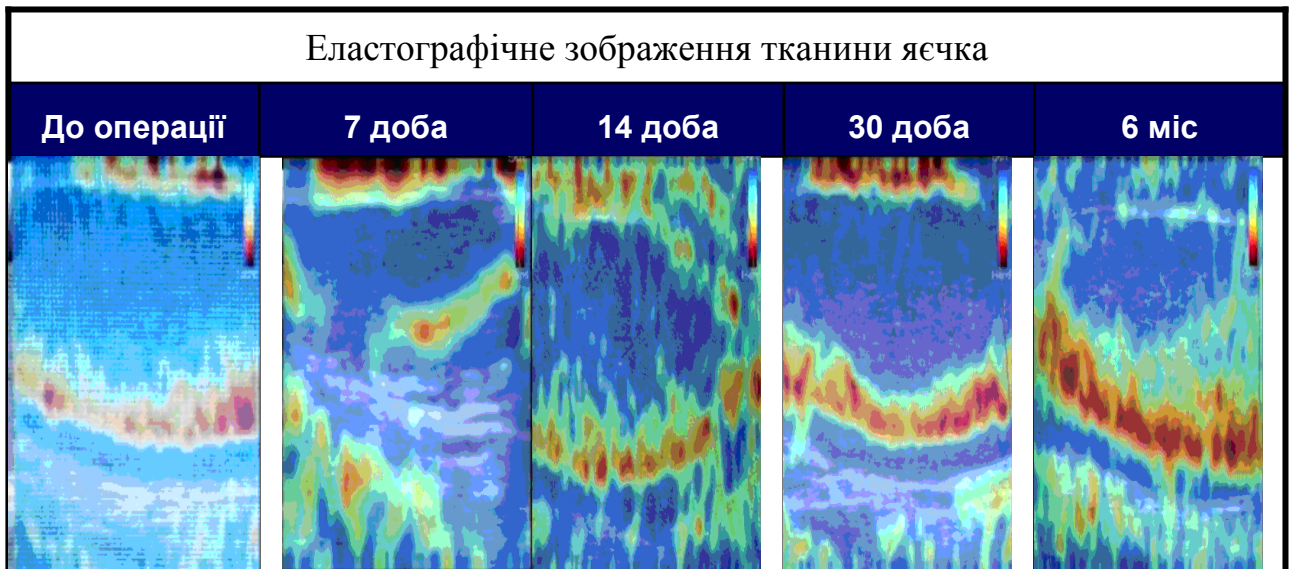 Еластографічне зображення тканини яєчка
До операції
7 доба
14 доба
30 доба
6 міс